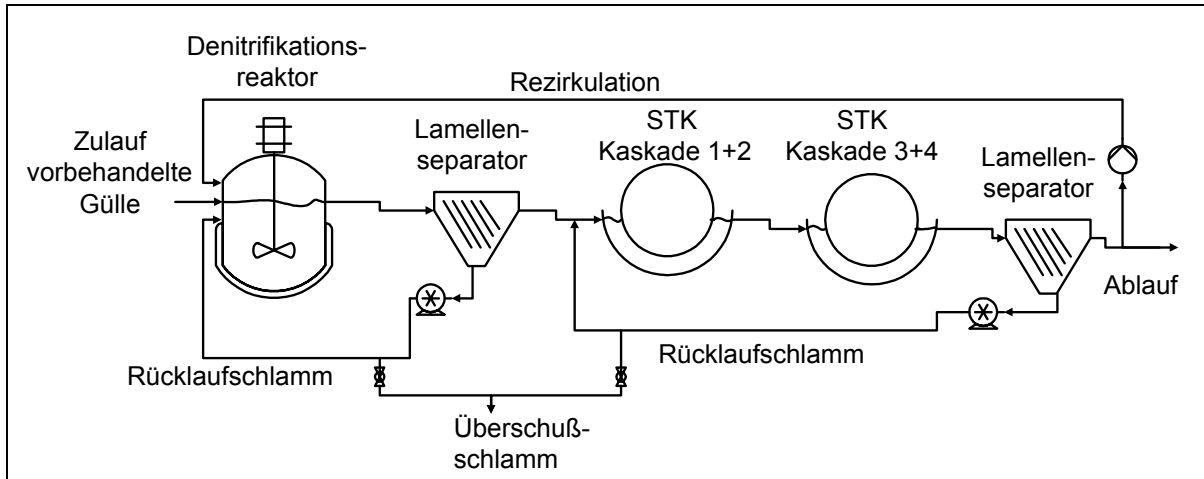 Denitrifikations-
reaktor
Rezirkulation
Zulauf
vorbehandelte
Gülle
Lamellen-
separator
STK
Kaskade 1+2
STK
Kaskade 3+4
Lamellen-
separator
Ablauf
Rücklaufschlamm
Rücklaufschlamm
Überschuß-
schlamm